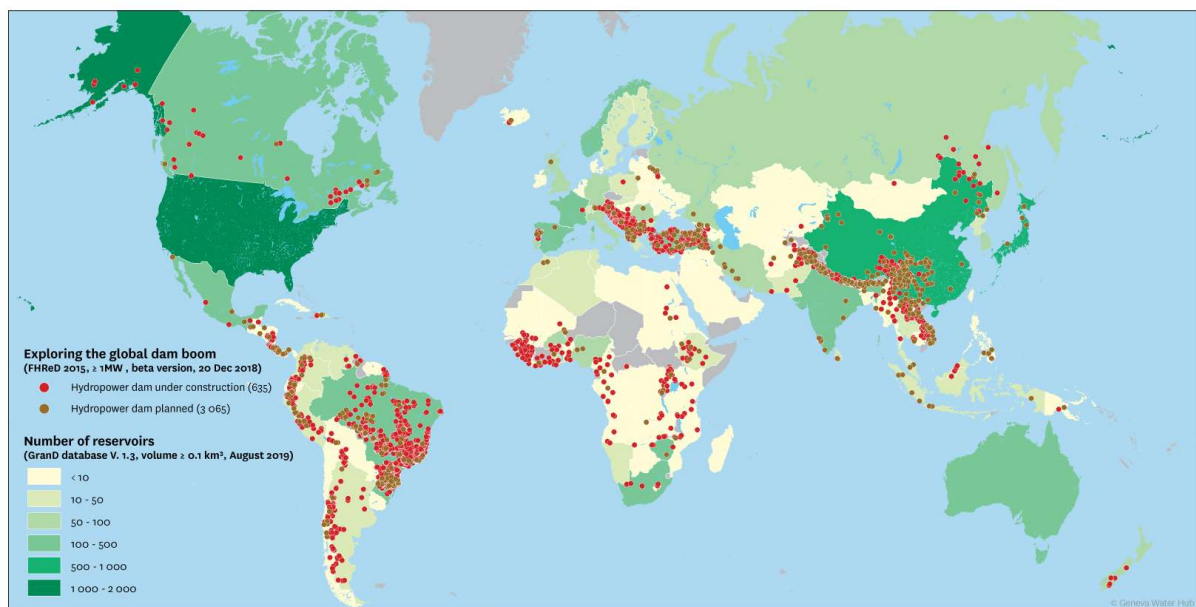 Exploring the global dam boom
(FHReD 2015, ≥ 1MW , beta version, 20 Dec 2018)
Hydropower dam under construction (635)
Hydropower dam planned (3 065)
Number of reservoirs
(GranD database V. 1.3, volume ≥ 0.1 km³, August 2019)
< 10
10 - 50
50 - 100
100 - 500
500 - 1 000
1 000 - 2 000
© Geneva Water Hub